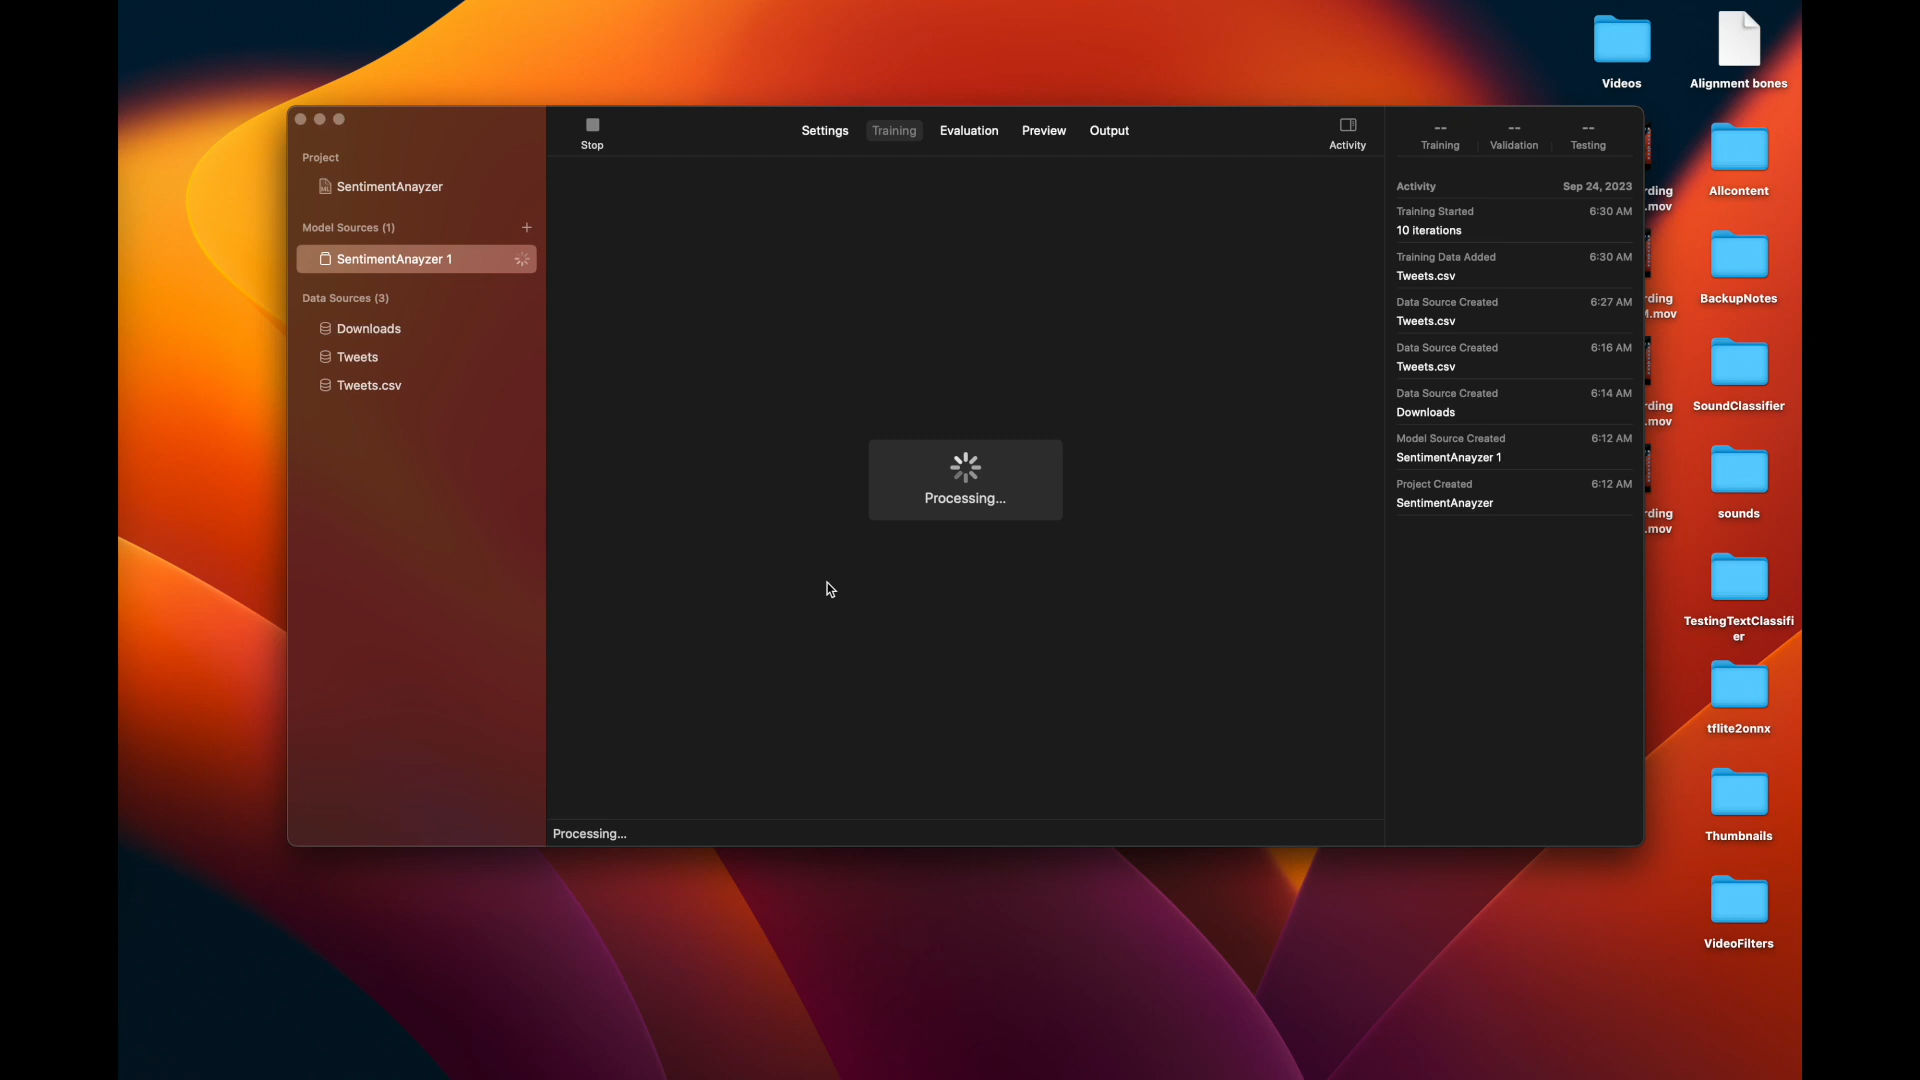 Stop
Settings
Training
Evaluation
Preview
Output
Activity
Project
SentimentAnayzer
Model Sources (1)
+
SentimentAnayzer 1
Data Sources (3)
Downloads
Tweets
Tweets.csv
Processing...
Processing...
-- -- --
Training Validation Testing
Activity Sep 24, 2023
Training Started 6:30 AM
10 iterations
Training Data Added 6:30 AM
Tweets.csv
Data Source Created 6:27 AM
Tweets.csv
Data Source Created 6:16 AM
Tweets.csv
Data Source Created 6:14 AM
Downloads
Model Source Created 6:12 AM
SentimentAnayzer 1
Project Created 6:12 AM
SentimentAnayzer
Videos
Alignment bones
Allcontent
BackupNotes
SoundClassifier
sounds
TestingTextClassifi
er
tflite2onnx
Thumbnails
VideoFilters